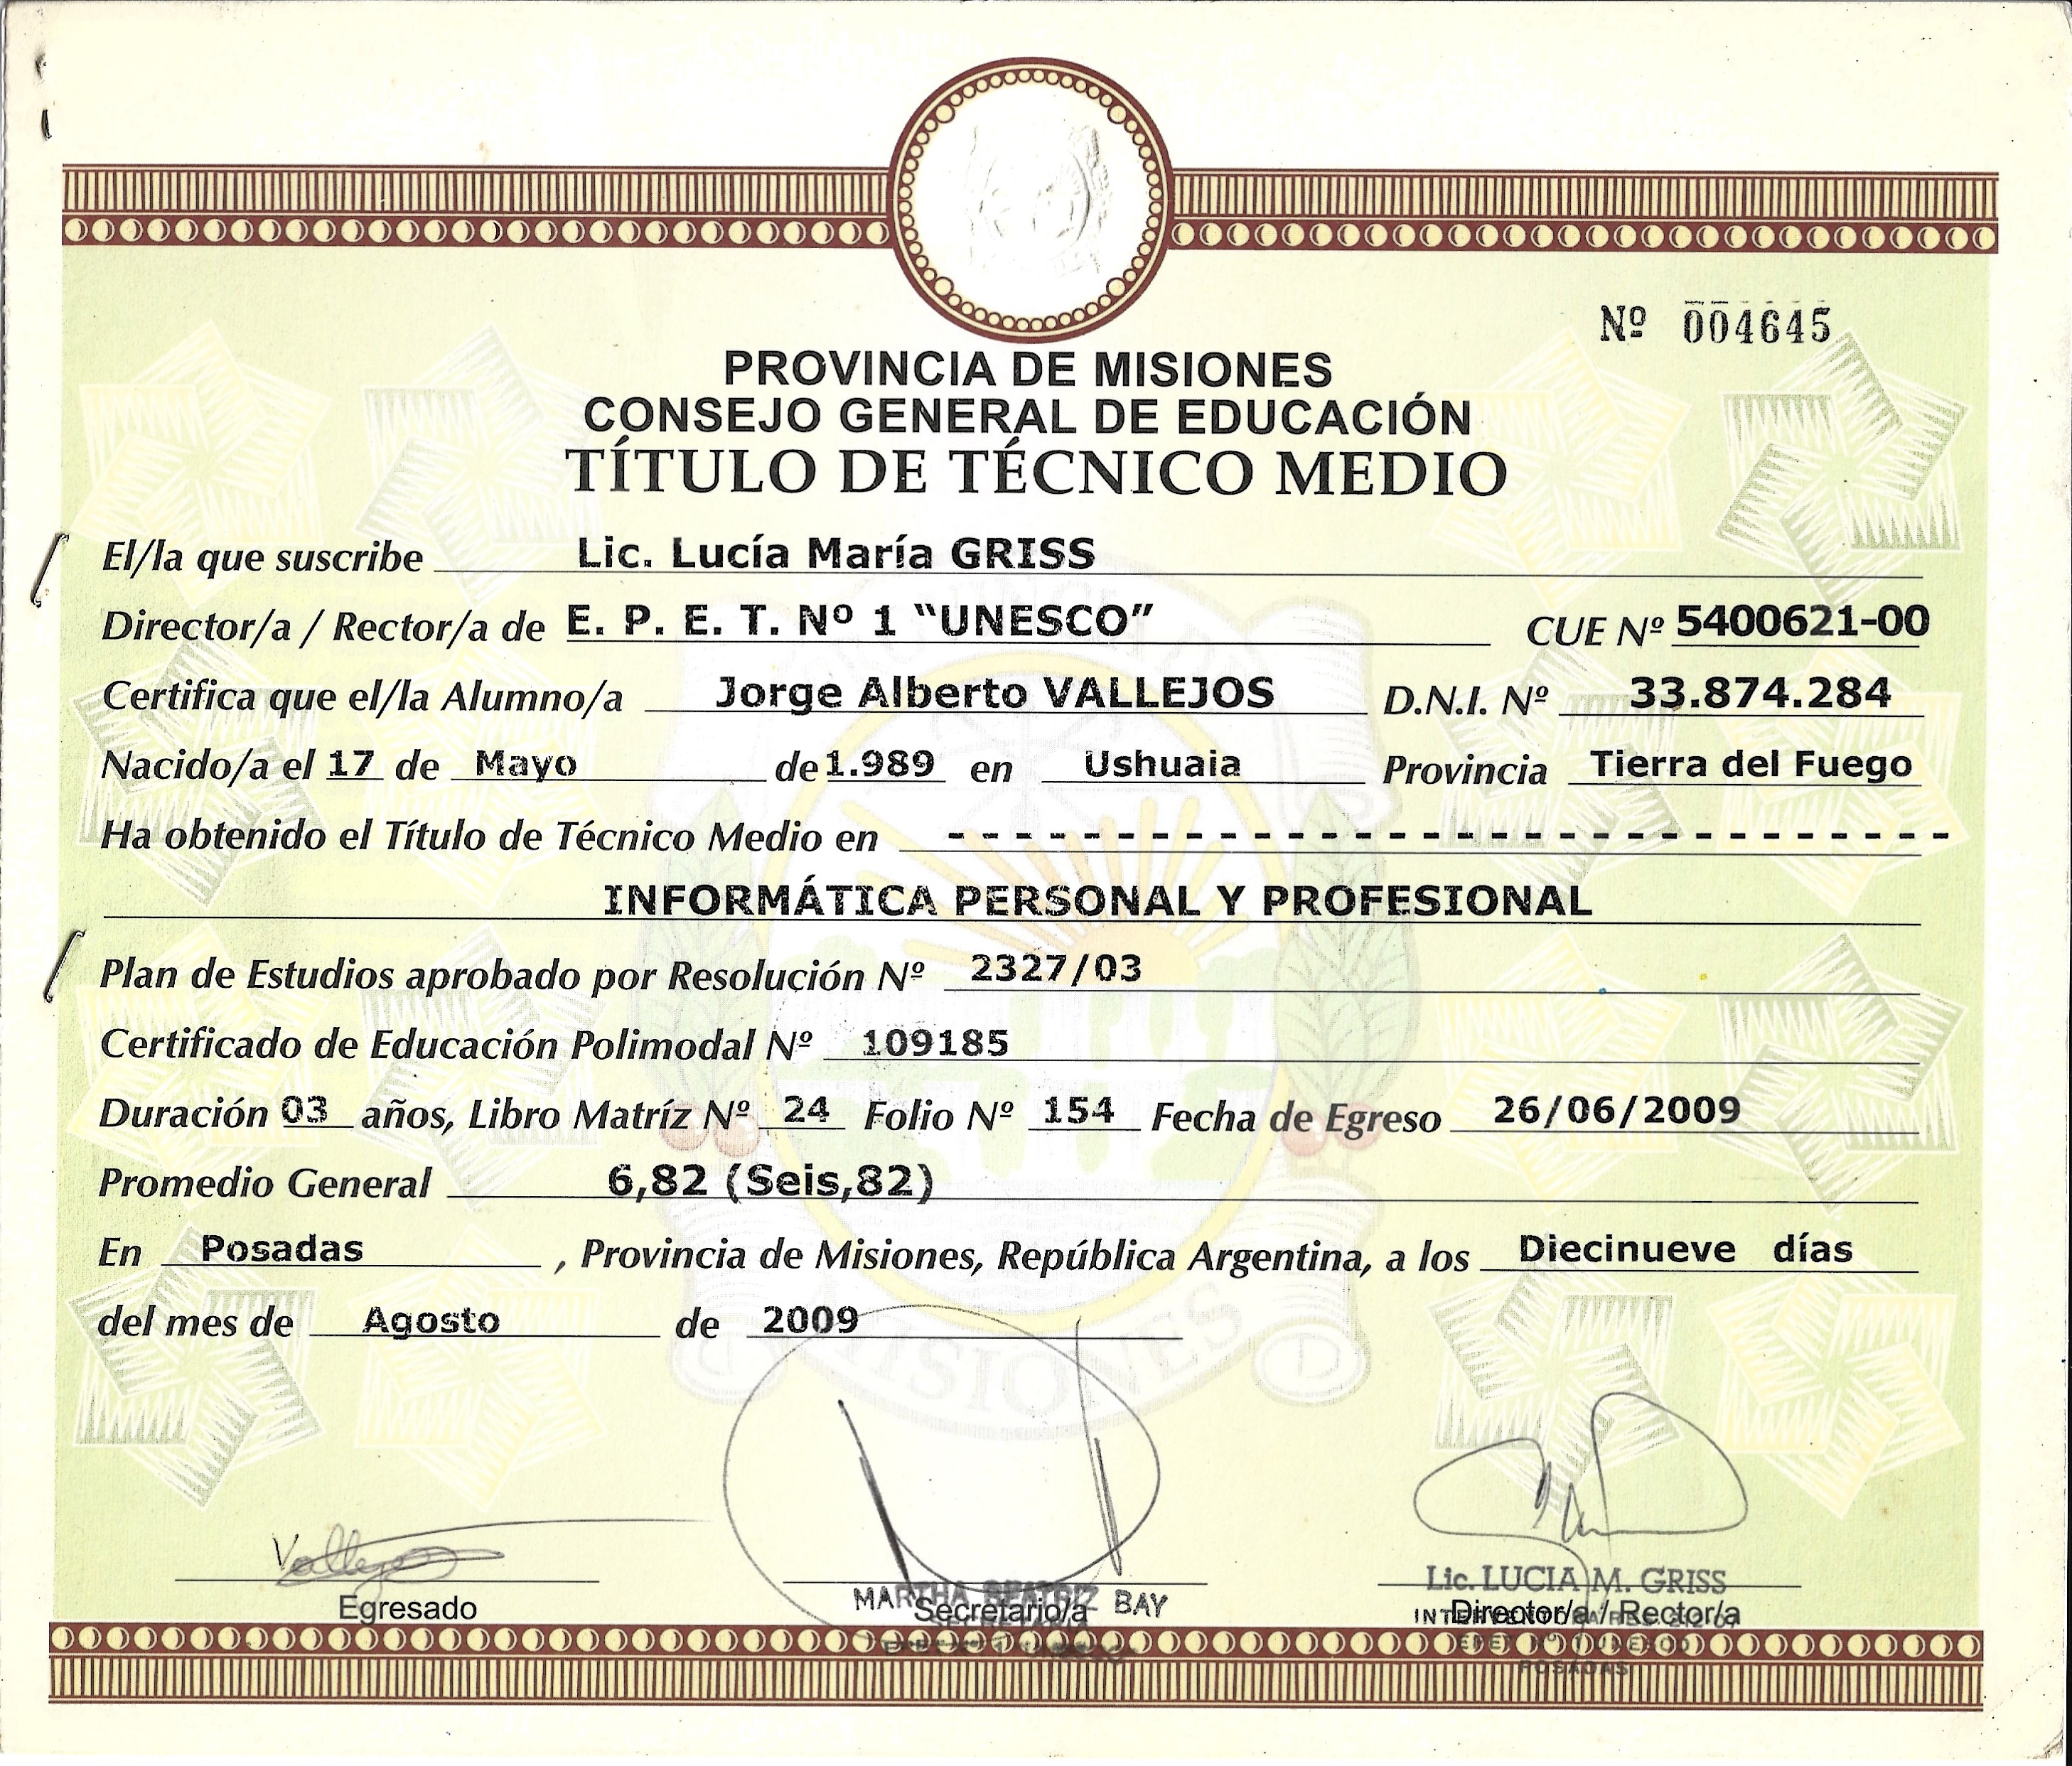 Nº 004645
PROVINCIA DE MISIONES
CONSEJO GENERAL DE EDUCACIÓN
TÍTULO DE TÉCNICO MEDIO
El/la que suscribe Lic. Lucía María GRISS
Director/a / Rector/a de E. P. E. T. Nº 1 “UNESCO” CUE Nº 5400621-00
Certifica que el/la Alumno/a Jorge Alberto VALLEJOS D.N.I. Nº 33.874.284
Nacido/a el 17 de Mayo de 1.989 en Ushuaia Provincia Tierra del Fuego
Ha obtenido el Título de Técnico Medio en - - - - - - - - - - - - - - - - - - - - - - - - - - - - - -
INFORMÁTICA PERSONAL Y PROFESIONAL
Plan de Estudios aprobado por Resolución Nº 2327/03
Certificado de Educación Polimodal Nº 109185
Duración 03 años, Libro Matríz Nº 24 Folio Nº 154 Fecha de Egreso 26/06/2009
Promedio General 6,82 (Seis,82)
En Posadas , Provincia de Misiones, República Argentina, a los Diecinueve días
del mes de Agosto de 2009
MISIONES
Vallejos
Egresado
MARTHA BEATRIZ BAY
Secretario/a
SECRETARIA
Lic. LUCIA M. GRISS
Director/a / Rector/a
EPET Nº 1 UNESCO
POSADAS